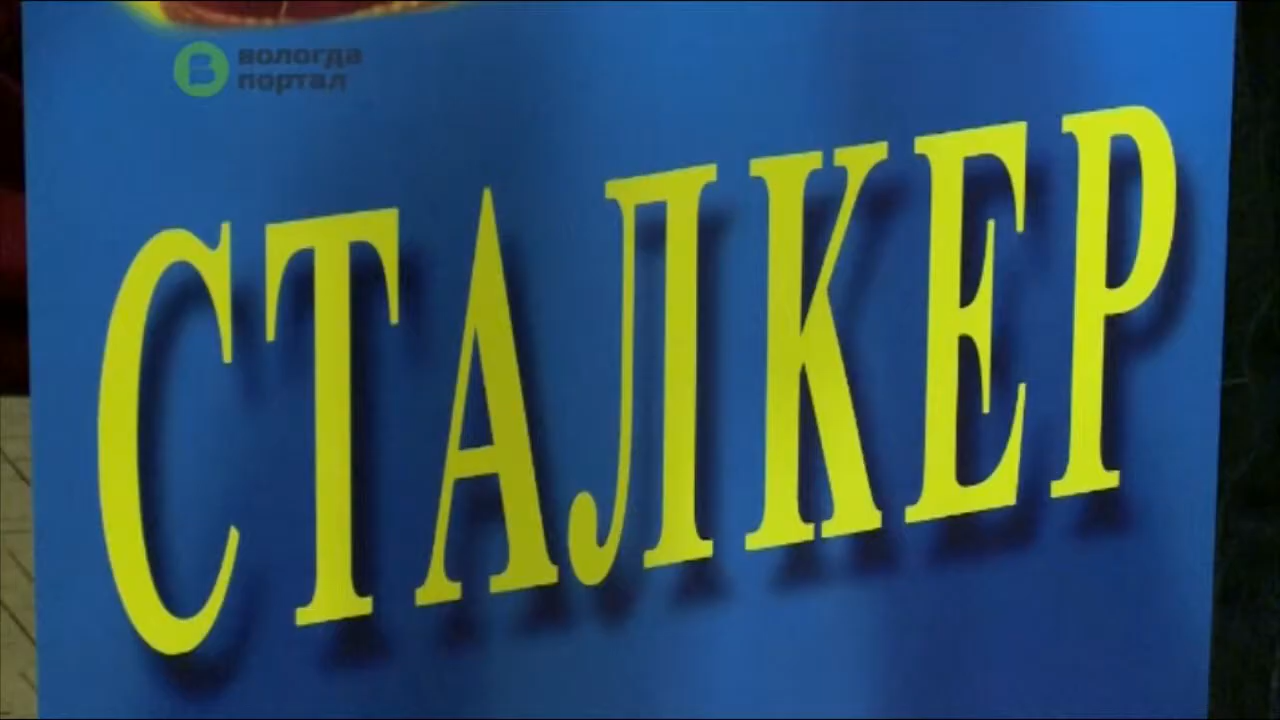 вологда
портал
СТАЛКЕР